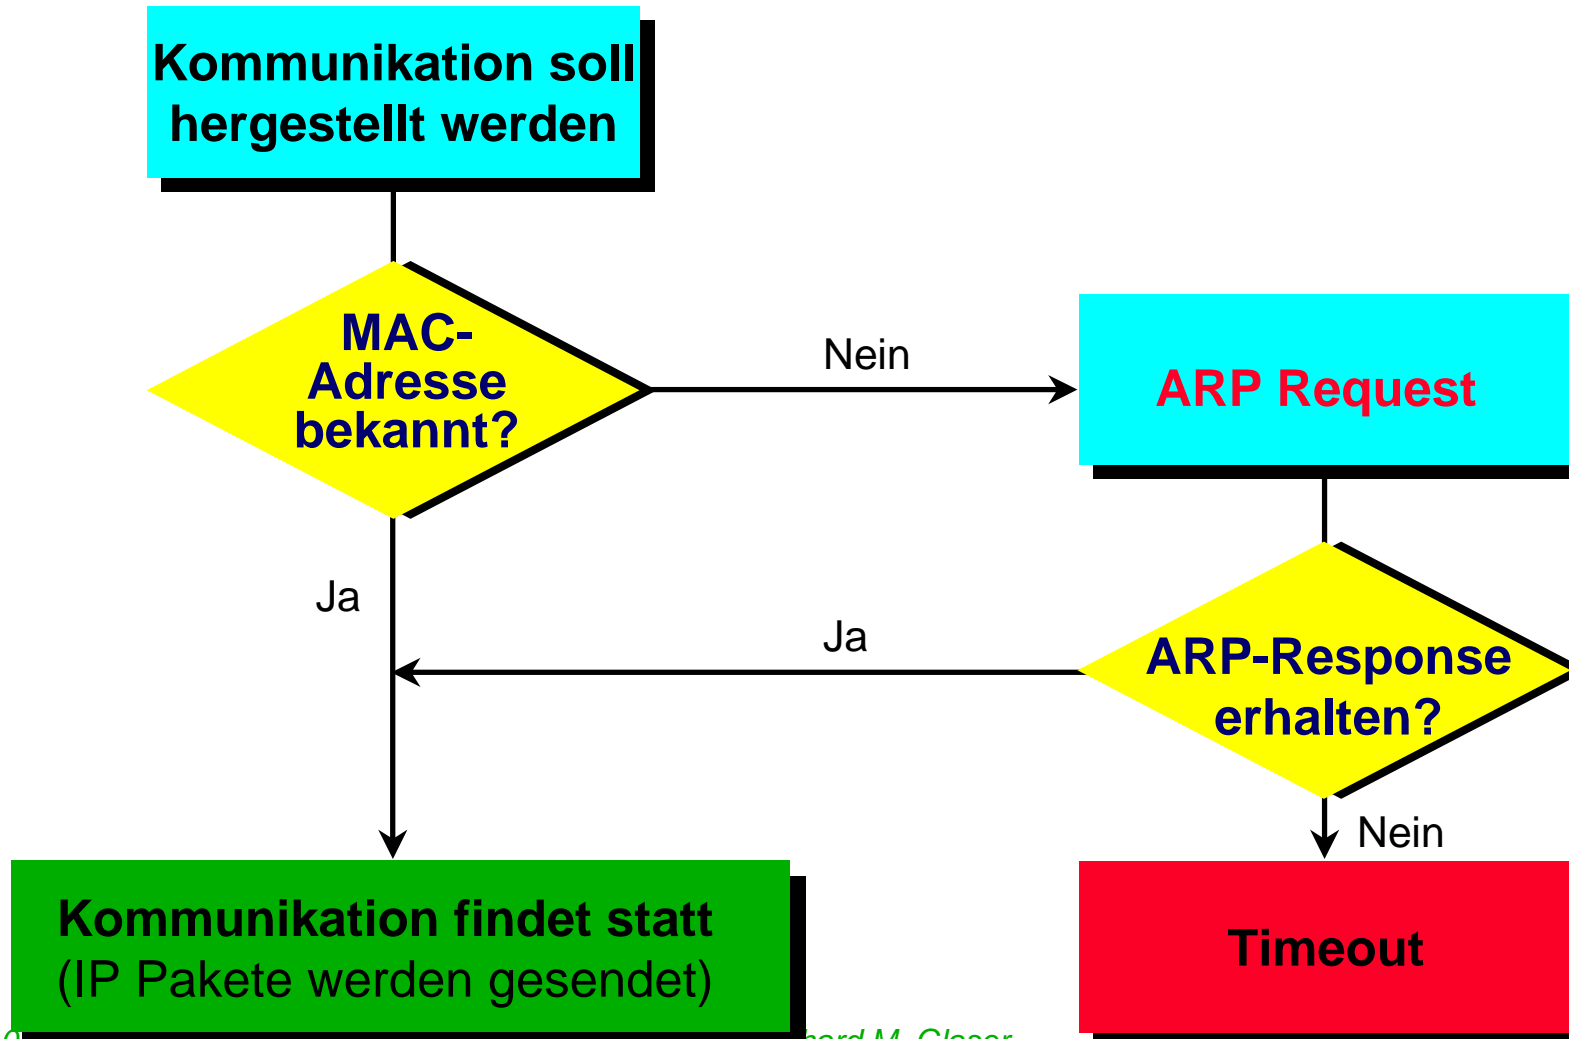 Kommunikation soll
hergestellt werden
MAC-
Adresse
bekannt?
Nein
ARP Request
Ja
Ja
ARP-Response
erhalten?
Nein
Kommunikation findet statt
(IP Pakete werden gesendet)
Timeout